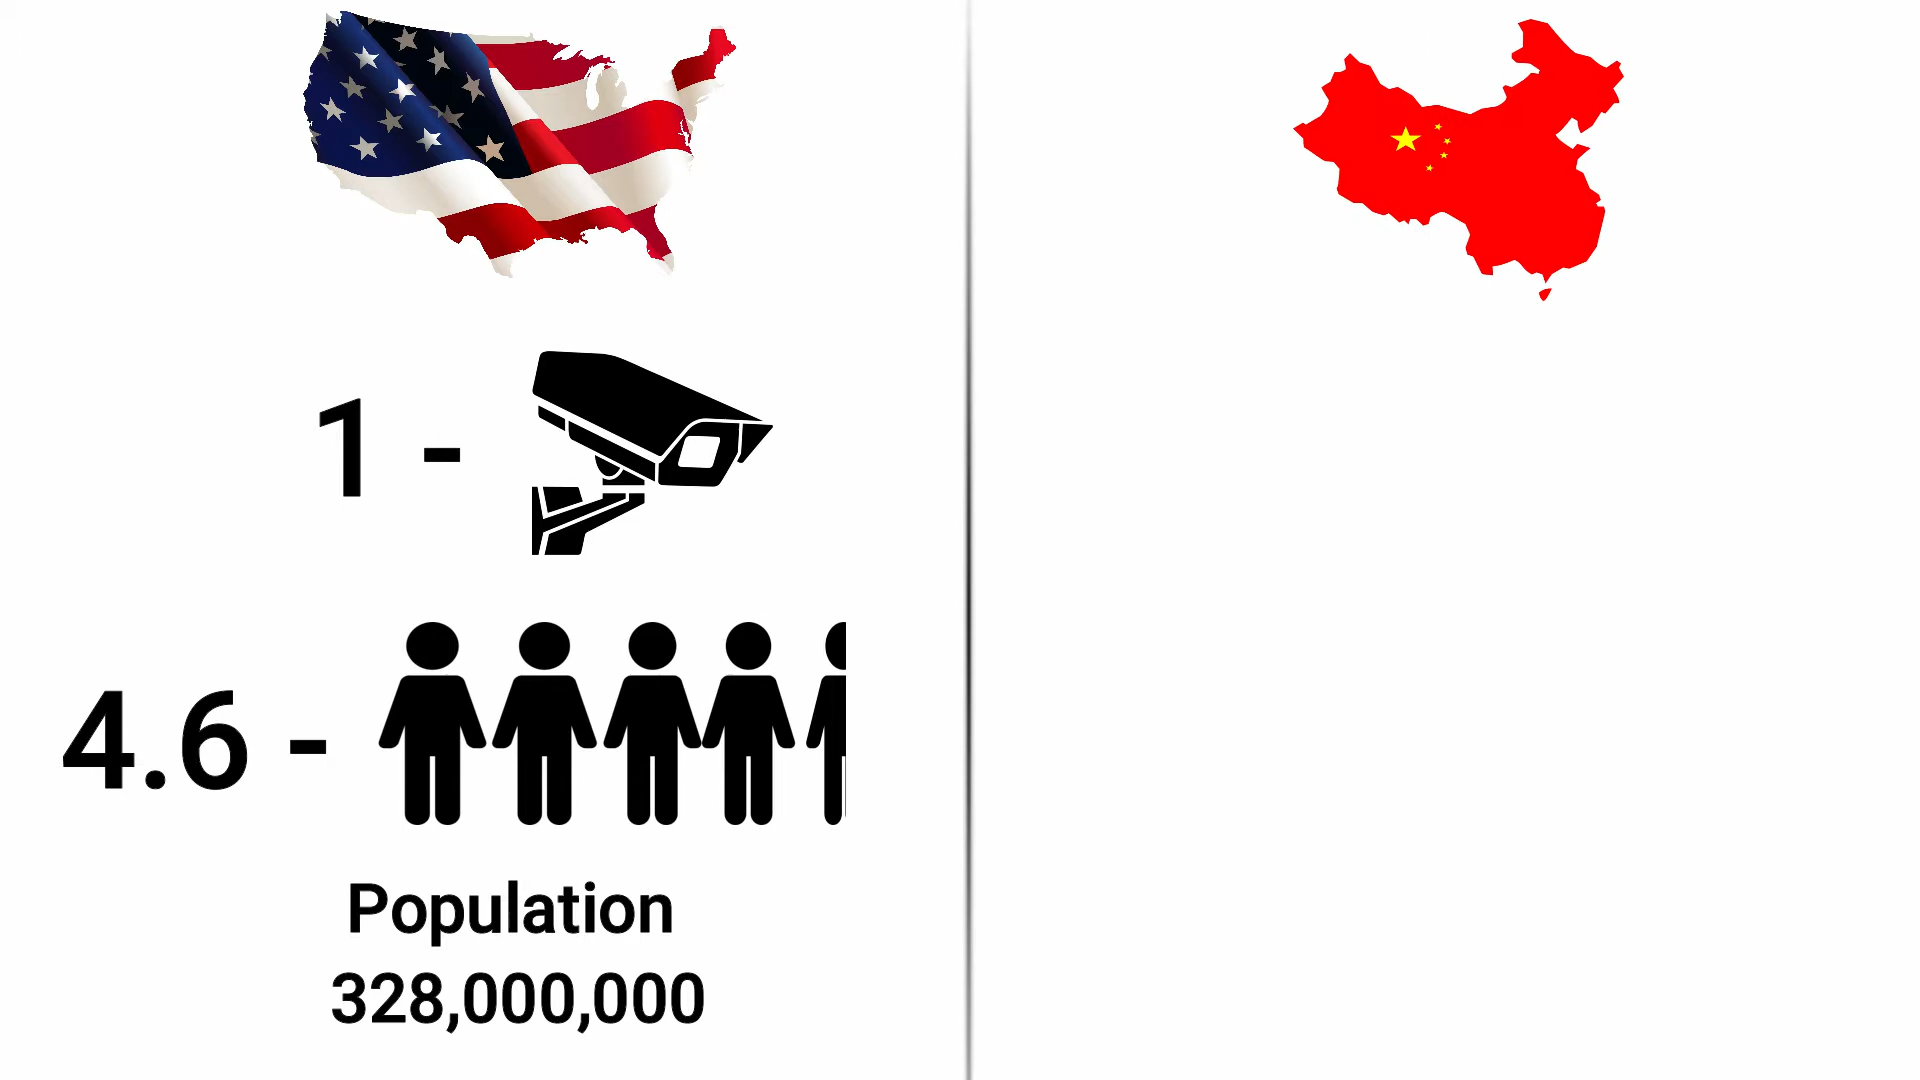 1 -
4.6 -
Population
328,000,000